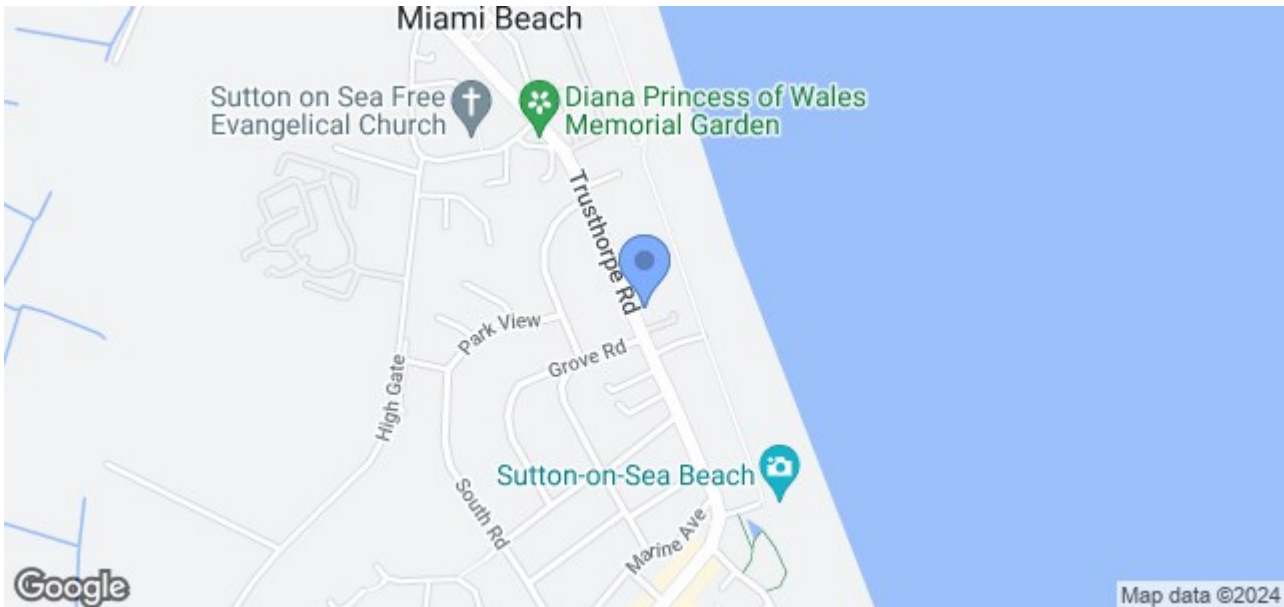 Miami Beach
Sutton on Sea Free
Evangelical Church
Diana Princess of Wales
Memorial Garden
Trusthorpe Rd
Park View
Grove Rd
High Gate
Sutton-on-Sea Beach
South Rd
Marine Ave
Google
Map data ©2024